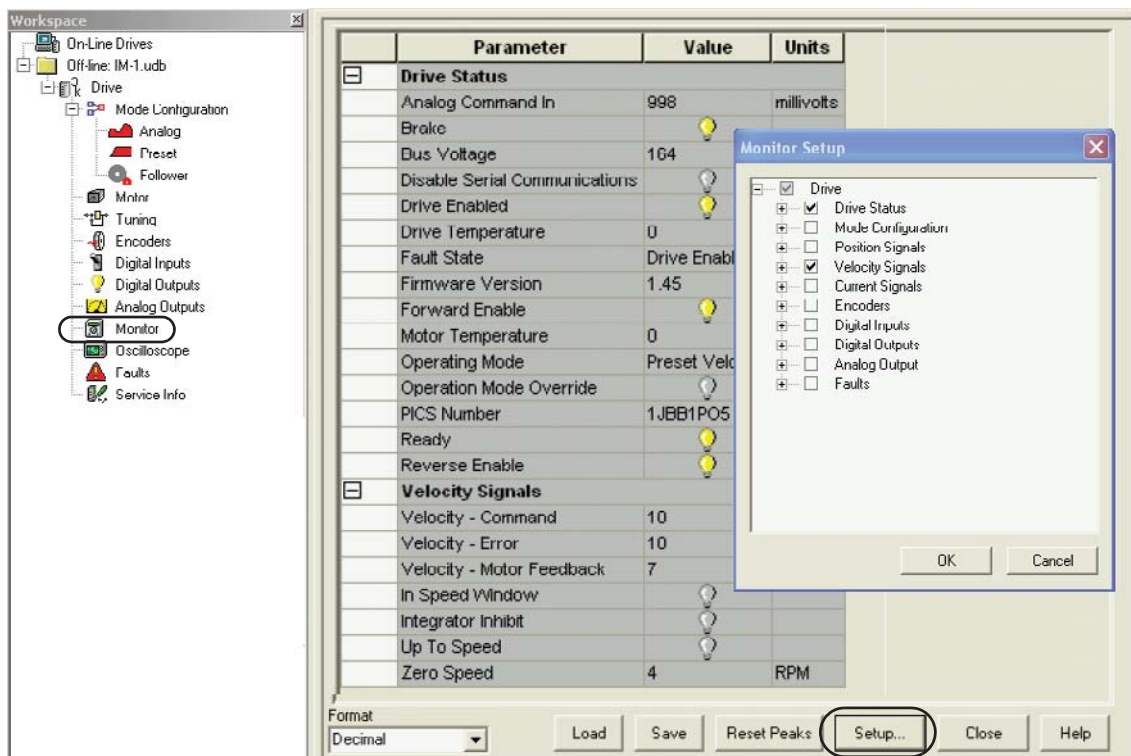 Workspace
On-Line Drives
Off-line: IM-1.udb
Drive
Mode Configuration
Analog
Preset
Follower
Motor
Tuning
Encoders
Digital Inputs
Digital Outputs
Analog Outputs
Monitor
Oscilloscope
Faults
Service Info
Parameter Value Units
Drive Status
Analog Command In 998 millivolts
Brake
Bus Voltage 164
Disable Serial Communications
Drive Enabled
Drive Temperature 0
Fault State Drive Enabl
Firmware Version 1.45
Forward Enable
Motor Temperature 0
Operating Mode Preset Velo
Operation Mode Override
PICS Number 1JBB1PO5
Ready
Reverse Enable
Velocity Signals
Velocity - Command 10
Velocity - Error 10
Velocity - Motor Feedback 7
In Speed Window
Integrator Inhibit
Up To Speed
Zero Speed 4 RPM
Monitor Setup
Drive
Drive Status
Mode Configuration
Position Signals
Velocity Signals
Current Signals
Encoders
Digital Inputs
Digital Outputs
Analog Output
Faults
OK Cancel
Format
Decimal
Load Save Reset Peaks Setup... Close Help